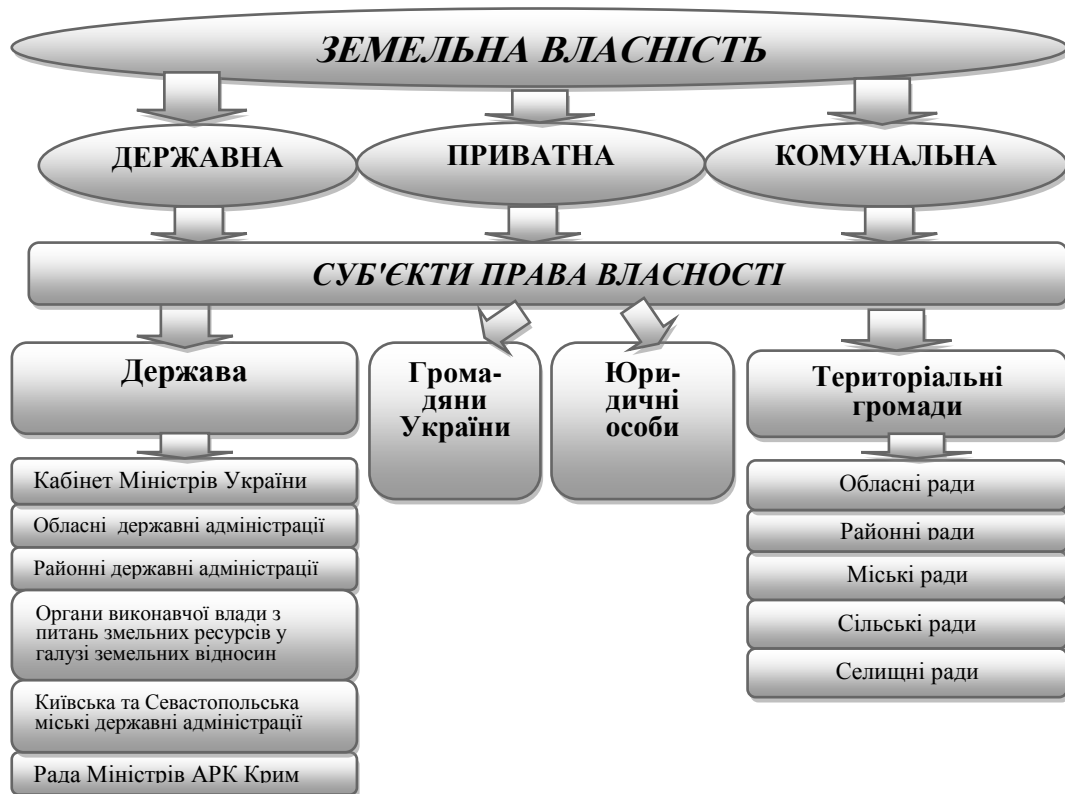 ЗЕМЕЛЬНА ВЛАСНІСТЬ
ДЕРЖАВНА
ПРИВАТНА
КОМУНАЛЬНА
СУБ'ЄКТИ ПРАВА ВЛАСНОСТІ
Держава
Грома-
дяни
України
Юри-
дичні
особи
Територіальні
громади
Кабінет Міністрів України
Обласні державні адміністрації
Районні державні адміністрації
Органи виконавчої влади з
питань змельних ресурсів у
галузі земельних відносин
Київська та Севастопольська
міські державні адміністрації
Рада Міністрів АРК Крим
Обласні ради
Районні ради
Міські ради
Сільські ради
Селищні ради